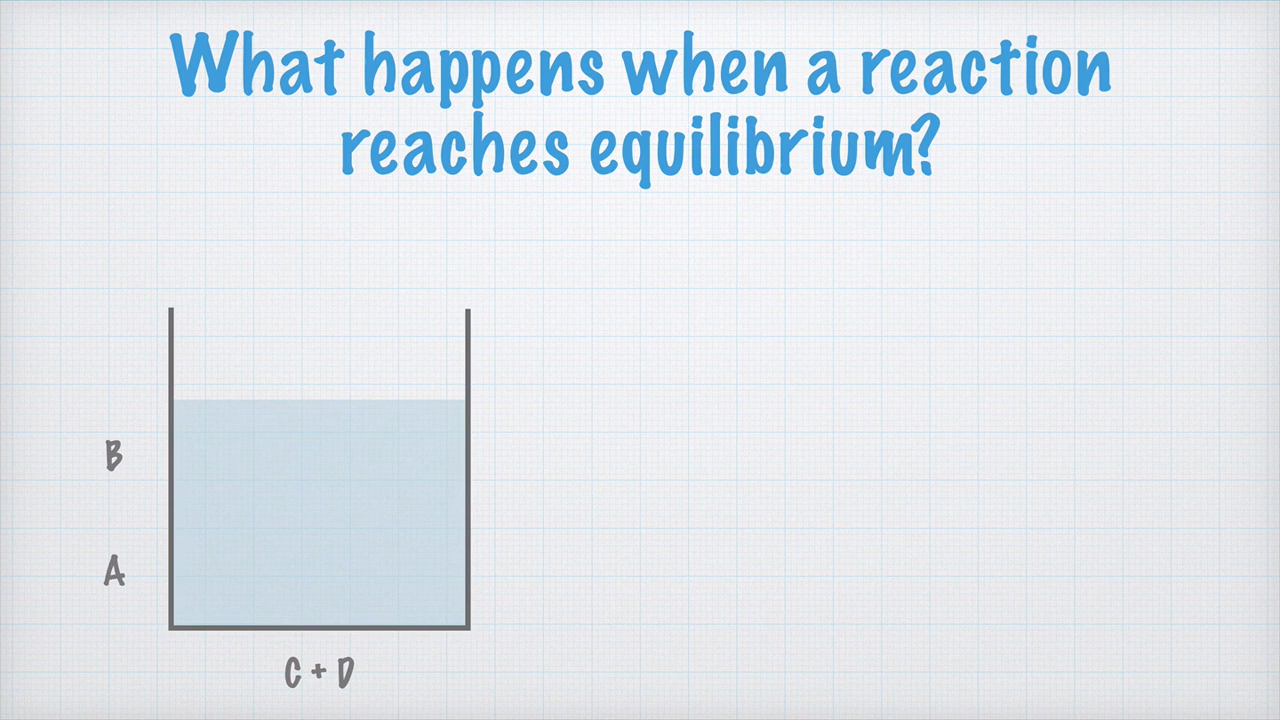 What happens when a reaction
reaches equilibrium?
B
A
C + D